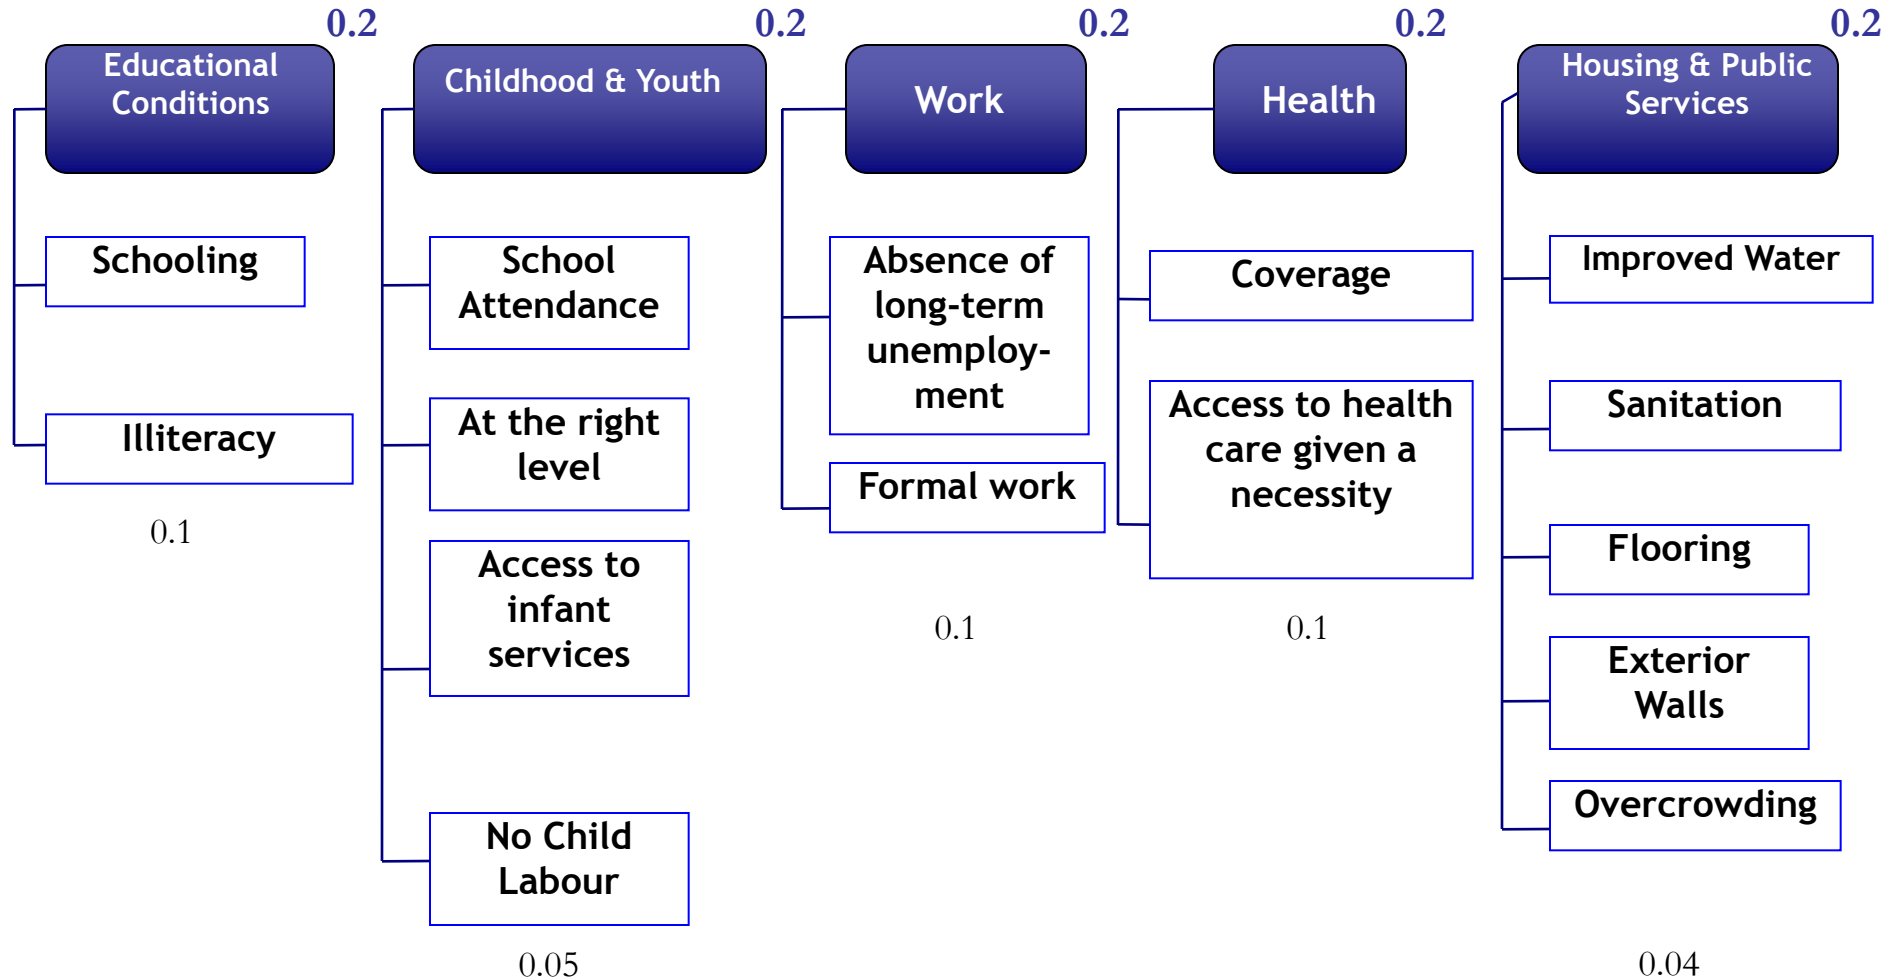 0.2
Educational
Conditions
Schooling
Illiteracy
0.1
0.2
Childhood & Youth
School
Attendance
At the right
level
Access to
infant
services
No Child
Labour
0.05
0.2
Work
Absence of
long-term
unemploy-
ment
Formal work
0.1
0.2
Health
Coverage
Access to health
care given a
necessity
0.1
0.2
Housing & Public
Services
Improved Water
Sanitation
Flooring
Exterior
Walls
Overcrowding
0.04